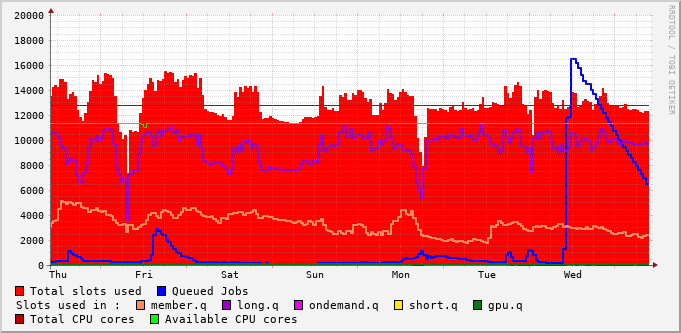 20000
18000
16000
14000
12000
10000
8000
6000
4000
2000
0
Thu Fri Sat Sun Mon Tue Wed
RRDTOOL / TOBI OETIKER
Total slots used Queued Jobs
Slots used in : member.q long.q ondemand.q short.q gpu.q
Total CPU cores Available CPU cores